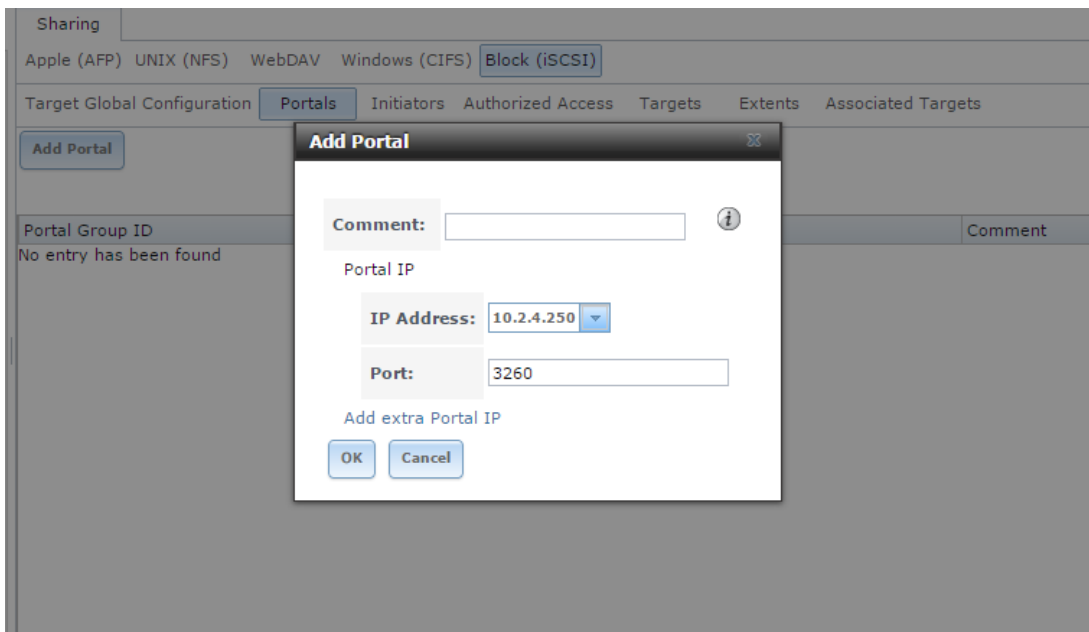 Sharing
Apple (AFP) UNIX (NFS) WebDAV Windows (CIFS) Block (iSCSI)
Target Global Configuration Portals Initiators Authorized Access Targets Extents Associated Targets
Add Portal
Add Portal
Comment:
Portal Group ID Comment
No entry has been found
Portal IP
IP Address: 10.2.4.250
Port: 3260
Add extra Portal IP
OK Cancel